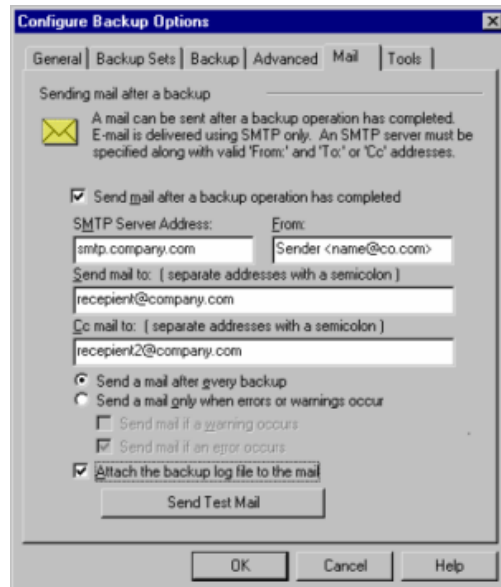 Configure Backup Options
General Backup Sets Backup Advanced Mail Tools
Sending mail after a backup
A mail can be sent after a backup operation has completed.
E-mail is delivered using SMTP only. An SMTP server must be
specified along with valid 'From:' and 'To:' or 'Cc' addresses.
Send mail after a backup operation has completed
SMTP Server Address: From:
smtp.company.com Sender <name@co.com>
Send mail to: ( separate addresses with a semicolon )
recepient@company.com
Cc mail to: ( separate addresses with a semicolon )
recepient2@company.com
Send a mail after every backup
Send a mail only when errors or warnings occur
Send mail if a warning occurs
Send mail if an error occurs
Attach the backup log file to the mail
Send Test Mail
OK Cancel Help